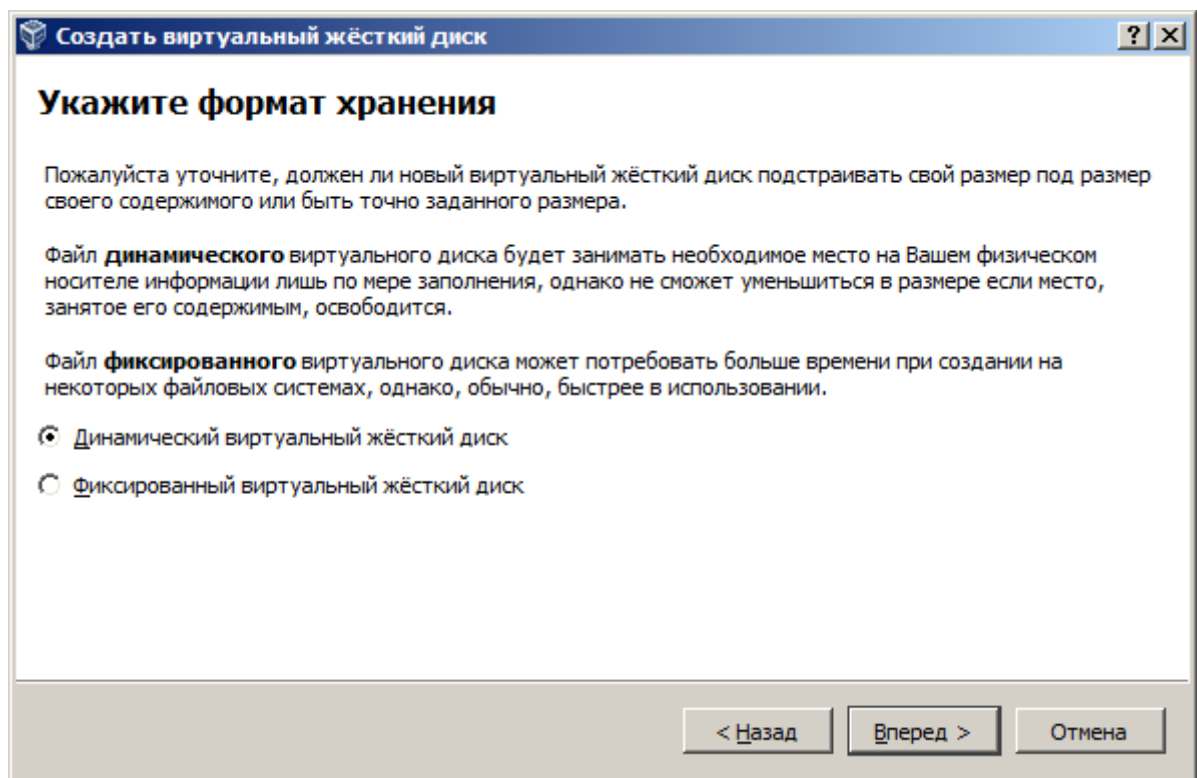 Создать виртуальный жёсткий диск
Укажите формат хранения
Пожалуйста уточните, должен ли новый виртуальный жёсткий диск подстраивать свой размер под размер
своего содержимого или быть точно заданного размера.
Файл динамического виртуального диска будет занимать необходимое место на Вашем физическом
носителе информации лишь по мере заполнения, однако не сможет уменьшиться в размере если место,
занятое его содержимым, освободится.
Файл фиксированного виртуального диска может потребовать больше времени при создании на
некоторых файловых системах, однако, обычно, быстрее в использовании.
Динамический виртуальный жёсткий диск
Фиксированный виртуальный жёсткий диск
< Назад Вперед > Отмена